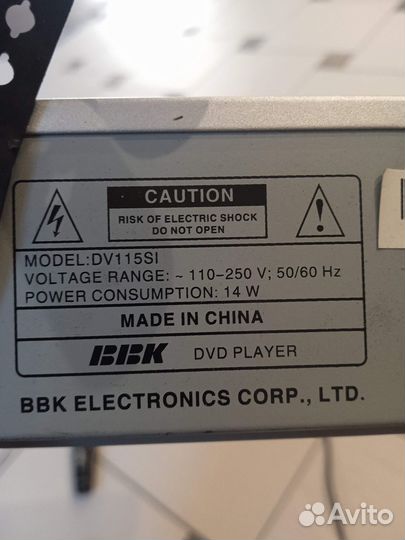 CAUTION
RISK OF ELECTRIC SHOCK
DO NOT OPEN
MODEL:DV115SI
VOLTAGE RANGE: ~ 110-250 V; 50/60 Hz
POWER CONSUMPTION: 14 W
MADE IN CHINA
BBK DVD PLAYER
BBK ELECTRONICS CORP., LTD.
Avito